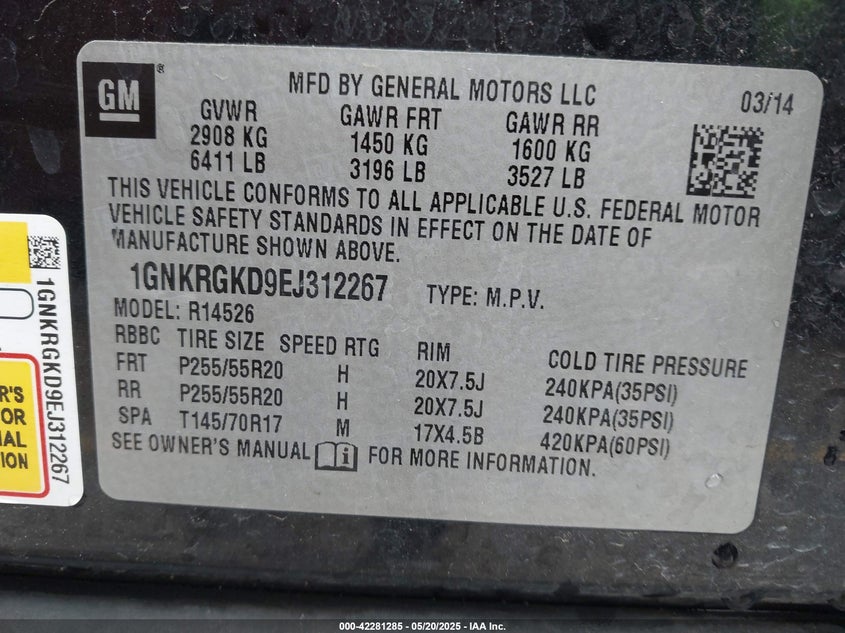 GM®
MFD BY GENERAL MOTORS LLC
03/14
GVWR GAWR FRT GAWR RR
2908 KG 1450 KG 1600 KG
6411 LB 3196 LB 3527 LB
THIS VEHICLE CONFORMS TO ALL APPLICABLE U.S. FEDERAL MOTOR
VEHICLE SAFETY STANDARDS IN EFFECT ON THE DATE OF
MANUFACTURE SHOWN ABOVE.
1GNKRGKD9EJ312267 TYPE: M.P.V.
MODEL: R14526
RBBC TIRE SIZE SPEED RTG RIM COLD TIRE PRESSURE
FRT P255/55R20 H 20X7.5J 240KPA(35PSI)
RR P255/55R20 H 20X7.5J 240KPA(35PSI)
SPA T145/70R17 M 17X4.5B 420KPA(60PSI)
SEE OWNER'S MANUAL i FOR MORE INFORMATION.
1GNKRGKD9EJ312267
ER'S
OR
AL
ION
000-42281285 - 05/20/2025 - IAA Inc.